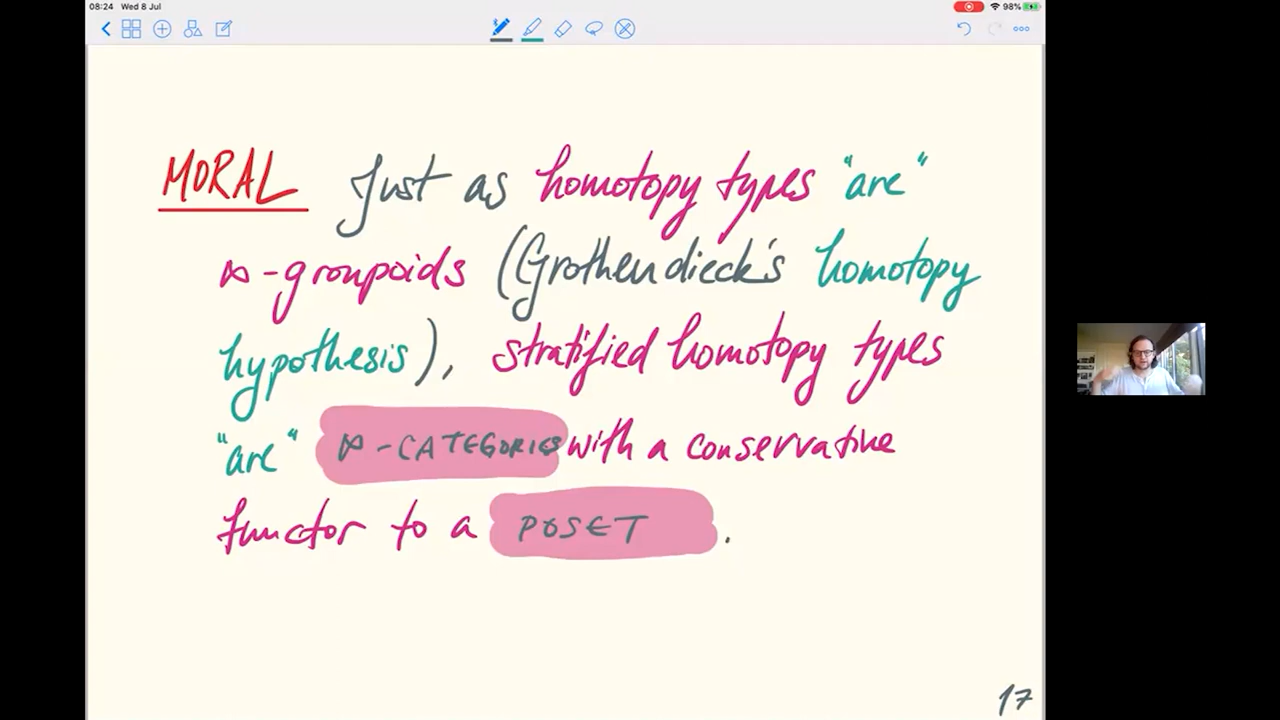 08:24 Wed 8 Jul 98%
MORAL Just as homotopy types "are"
∞-groupoids (Grothendieck's homotopy
hypothesis), stratified homotopy types
"are" ∞-CATEGORIES with a conservative
functor to a POSET.
17